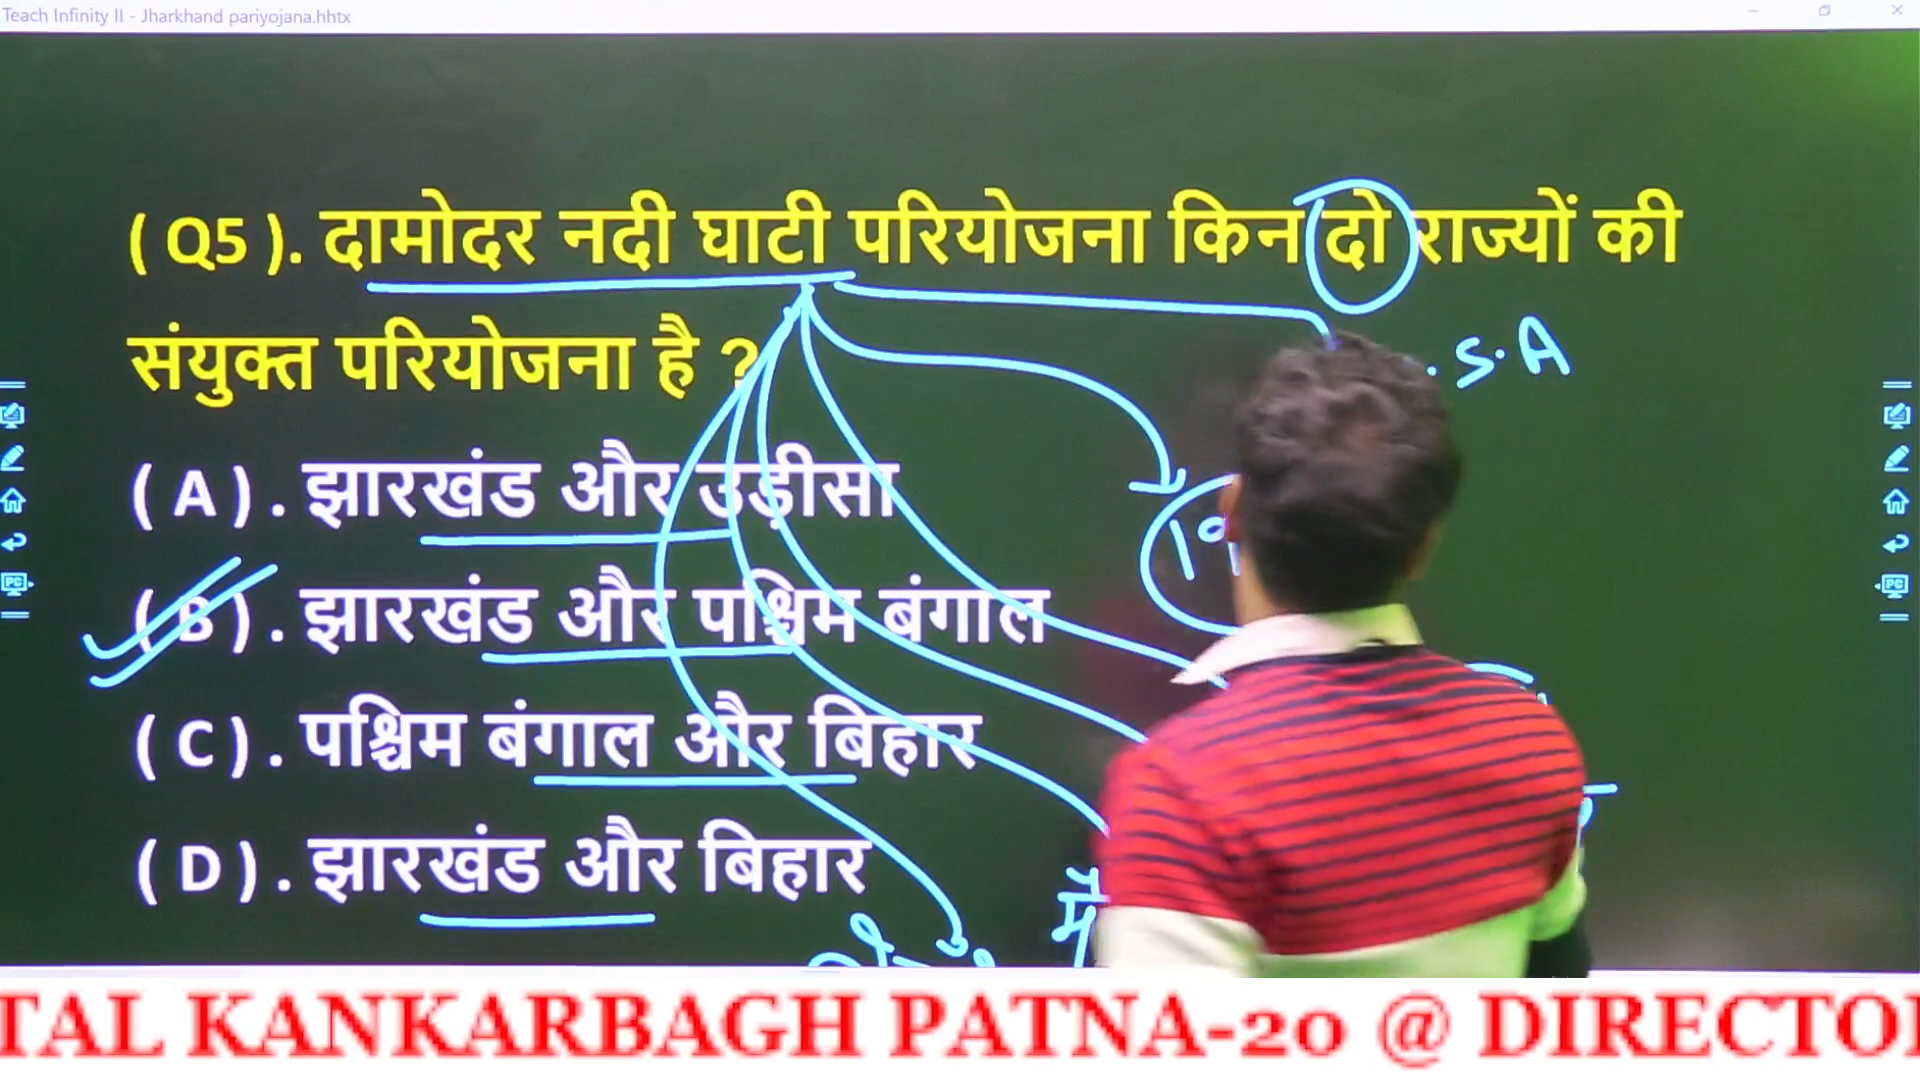 Teach Infinity II - Jharkhand pariyojana.hhtx
( Q5 ). दामोदर नदी घाटी परियोजना किन दो राज्यों की
संयुक्त परियोजना है ?
. S. A
( A ) . झारखंड और उड़ीसा
19
( B ) . झारखंड और पश्चिम बंगाल
( C ) . पश्चिम बंगाल और बिहार
( D ) . झारखंड और बिहार
TAL KANKARBAGH PATNA-20 @ DIRECTO